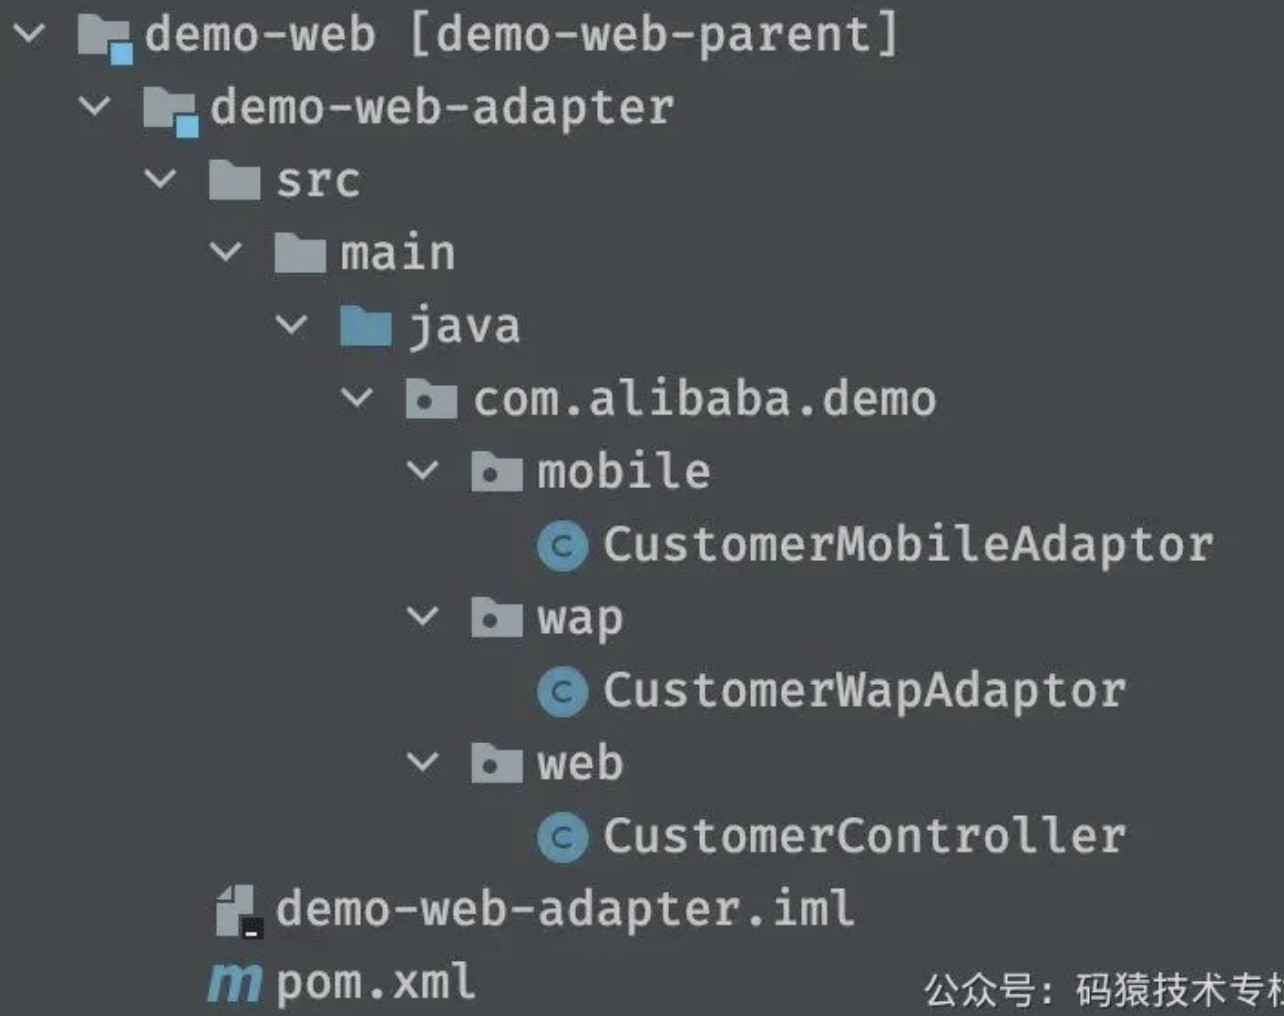 demo-web [demo-web-parent]
demo-web-adapter
src
main
java
com.alibaba.demo
mobile
CustomerMobileAdaptor
wap
CustomerWapAdaptor
web
CustomerController
demo-web-adapter.iml
pom.xml
公众号：码猿技术专